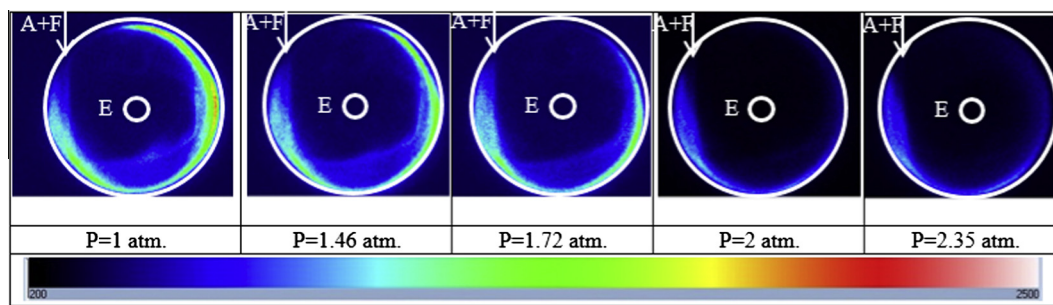 A+F A+F A+F A+F A+F
E E E E E
P=1 atm. P=1.46 atm. P=1.72 atm. P=2 atm. P=2.35 atm.
200 2500